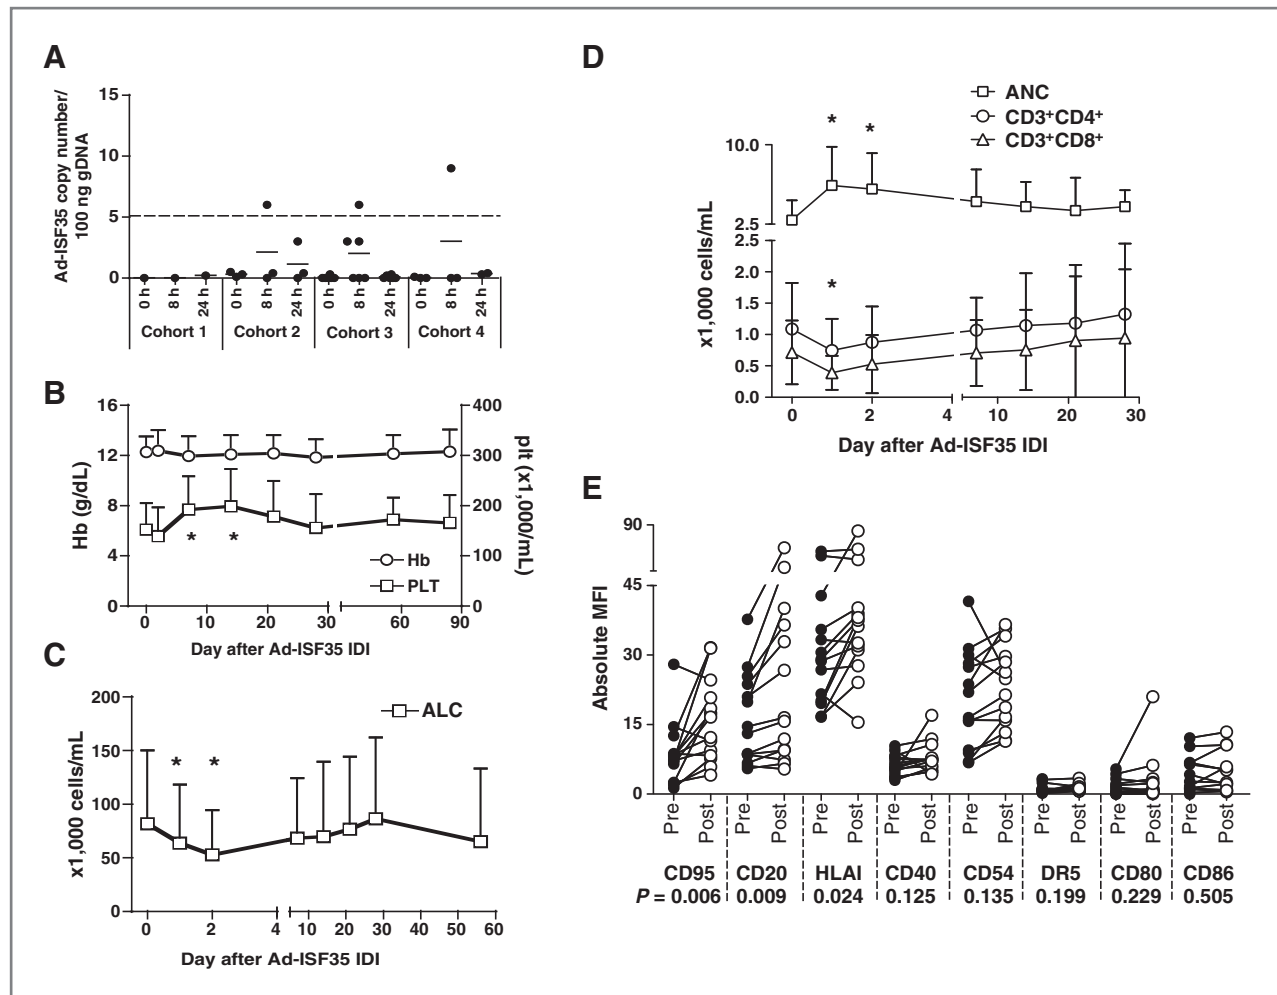 A
Ad-ISF35 copy number/
100 ng gDNA
15
10
5
0
0 h
8 h
24 h
0 h
8 h
24 h
0 h
8 h
24 h
0 h
8 h
24 h
Cohort 1 Cohort 2 Cohort 3 Cohort 4
B
Hb (g/dL)
16
12
8
4
0
400
300
200
100
0
plt (x1,000/mL)
* *
Hb
PLT
0 10 20 30 60 90
Day after Ad-ISF35 IDI
C
x1,000 cells/mL
200
150
100
50
0
ALC
* *
0 2 4 10 20 30 40 50 60
Day after Ad-ISF35 IDI
D
ANC
CD3+CD4+
CD3+CD8+
x1,000 cells/mL
10.0
2.5
2.5
2.0
1.5
1.0
0.5
0.0
* *
*
0 2 4 10 20 30
Day after Ad-ISF35 IDI
E
Absolute MFI
90
45
30
15
0
Pre Post Pre Post Pre Post Pre Post Pre Post Pre Post Pre Post Pre Post
CD95 CD20 HLAI CD40 CD54 DR5 CD80 CD86
P = 0.006 0.009 0.024 0.125 0.135 0.199 0.229 0.505